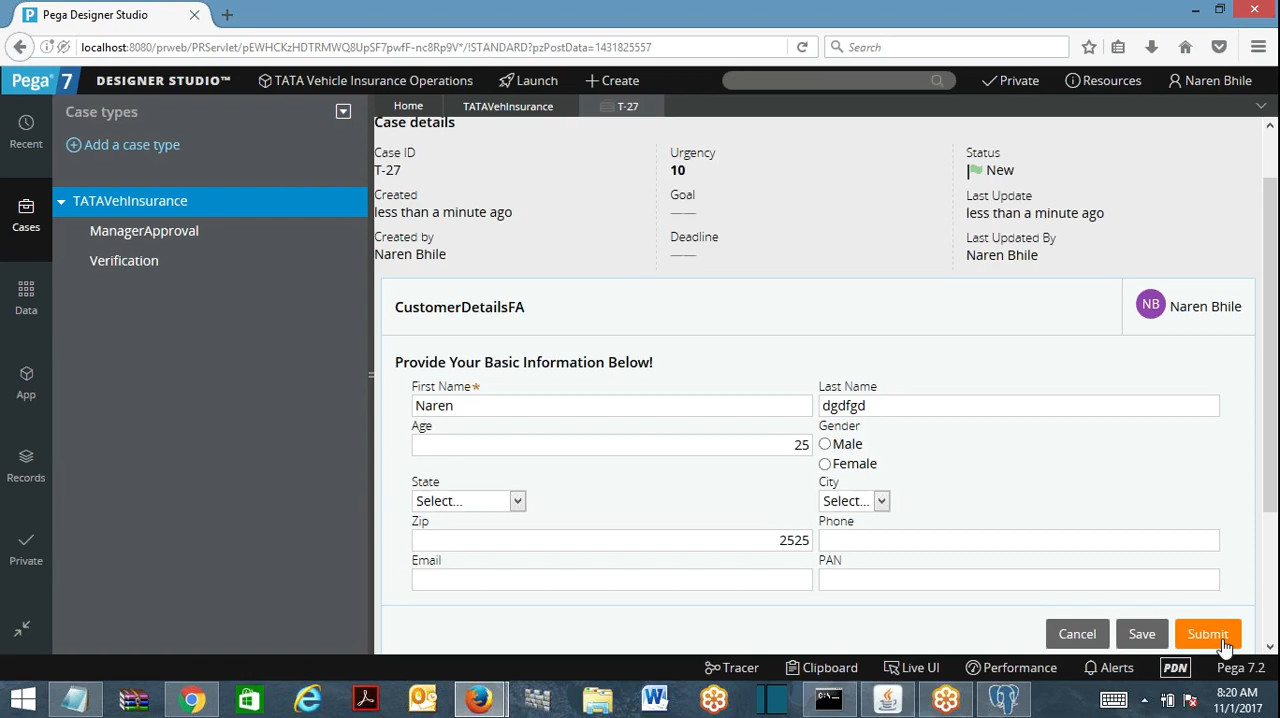 Pega Designer Studio
localhost:8080/prweb/PRServlet/pEWHCKzHDTRMWQ8UpSF7pwfF-nc8Rp9V*/!STANDARD?pzPostData=1431825557
Search
Pega 7 DESIGNER STUDIO™ TATA Vehicle Insurance Operations Launch Create Private Resources Naren Bhile
Recent
Cases
Data
App
Records
Private
Case types
Add a case type
TATAVehInsurance
ManagerApproval
Verification
Home TATAVehInsurance T-27
Case details
Case ID Urgency Status
T-27 10 New
Created Goal Last Update
less than a minute ago —— less than a minute ago
Created by Deadline Last Updated By
Naren Bhile —— Naren Bhile
CustomerDetailsFA NB Naren Bhile
Provide Your Basic Information Below!
First Name* Last Name
Naren dgdfgd
Age Gender
25 Male
Female
State City
Select... Select...
Zip Phone
2525
Email PAN
Cancel Save Submit
Tracer Clipboard Live UI Performance Alerts PDN Pega 7.2
8:20 AM
11/1/2017